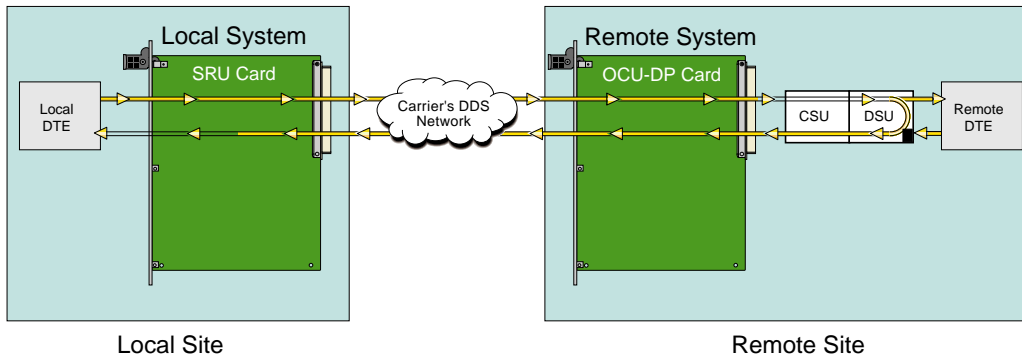 Local System
Remote System
SRU Card
OCU-DP Card
Local
DTE
Carrier's DDS
Network
CSU
DSU
Remote
DTE
Local Site
Remote Site